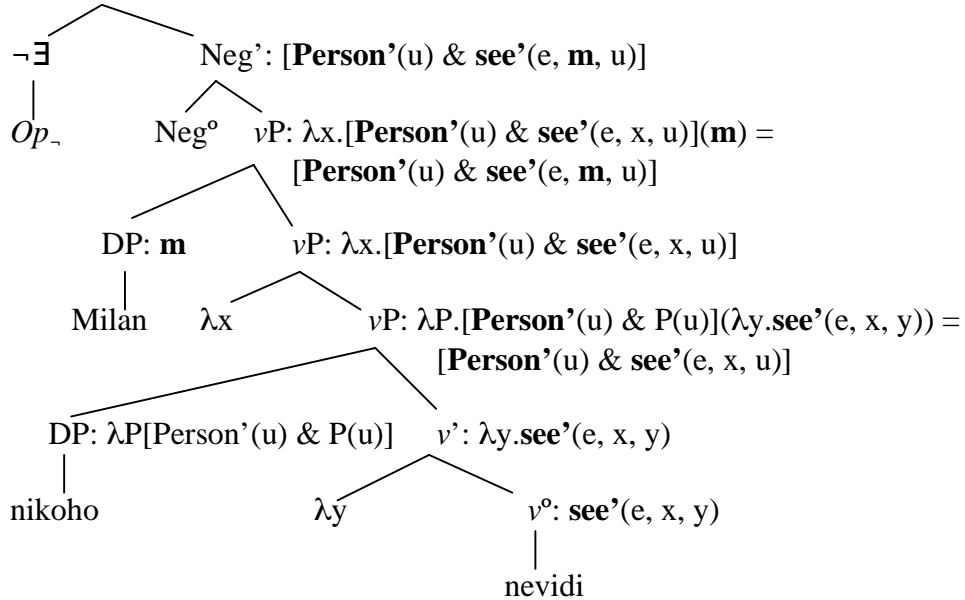 ¬∃ Neg’: [Person’(u) & see’(e, m, u)]
Op¬ Negº vP: λx.[Person’(u) & see’(e, x, u)](m) =
[Person’(u) & see’(e, m, u)]
DP: m vP: λx.[Person’(u) & see’(e, x, u)]
Milan λx vP: λP.[Person’(u) & P(u)](λy.see’(e, x, y)) =
[Person’(u) & see’(e, x, u)]
DP: λP[Person’(u) & P(u)] v’: λy.see’(e, x, y)
nikoho λy vº: see’(e, x, y)
nevidi